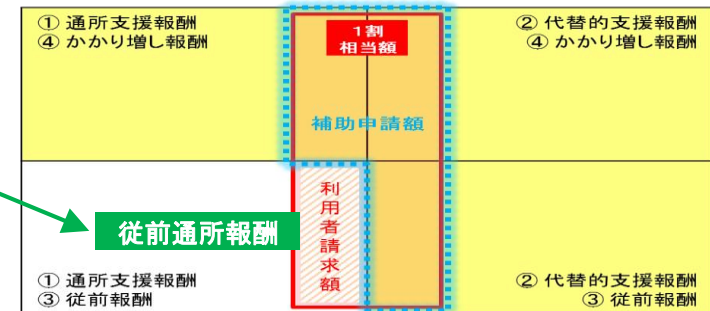 ① 通所支援報酬
④ かかり増し報酬
1割
相当額
② 代替的支援報酬
④ かかり増し報酬
補助申請額
利用者請求額
従前通所報酬
① 通所支援報酬
③ 従前報酬
② 代替的支援報酬
③ 従前報酬